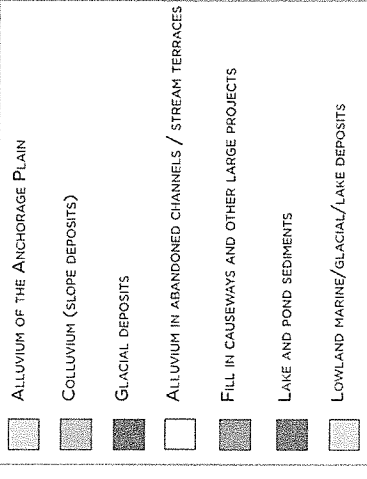 ALLUVIUM OF THE ANCHORAGE PLAIN
COLLUVIUM (SLOPE DEPOSITS)
GLACIAL DEPOSITS
ALLUVIUM IN ABANDONED CHANNELS / STREAM TERRACES
FILL IN CAUSEWAYS AND OTHER LARGE PROJECTS
LAKE AND POND SEDIMENTS
LOWLAND MARINE/GLACIAL/LAKE DEPOSITS